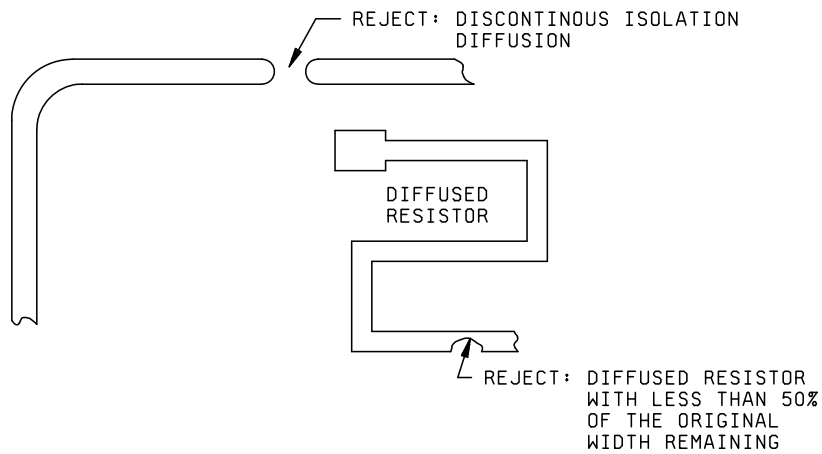 REJECT: DISCONTINOUS ISOLATION
DIFFUSION
DIFFUSED
RESISTOR
REJECT: DIFFUSED RESISTOR
WITH LESS THAN 50%
OF THE ORIGINAL
WIDTH REMAINING